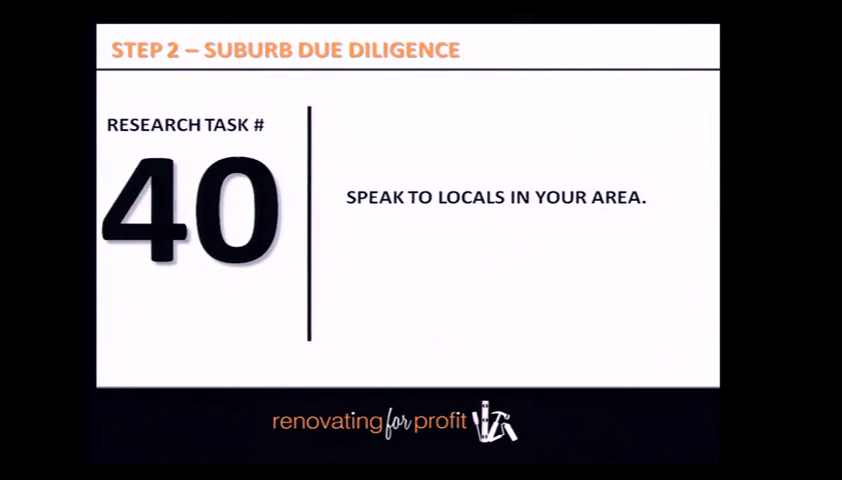 STEP 2 – SUBURB DUE DILIGENCE
RESEARCH TASK #
40
SPEAK TO LOCALS IN YOUR AREA.
renovating for profit